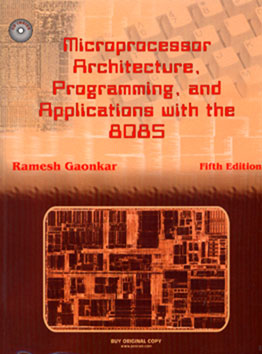 Microprocessor
Architecture,
Programming, and
Applications with the
8085
Ramesh Gaonkar Fifth Edition
BUY ORIGINAL COPY